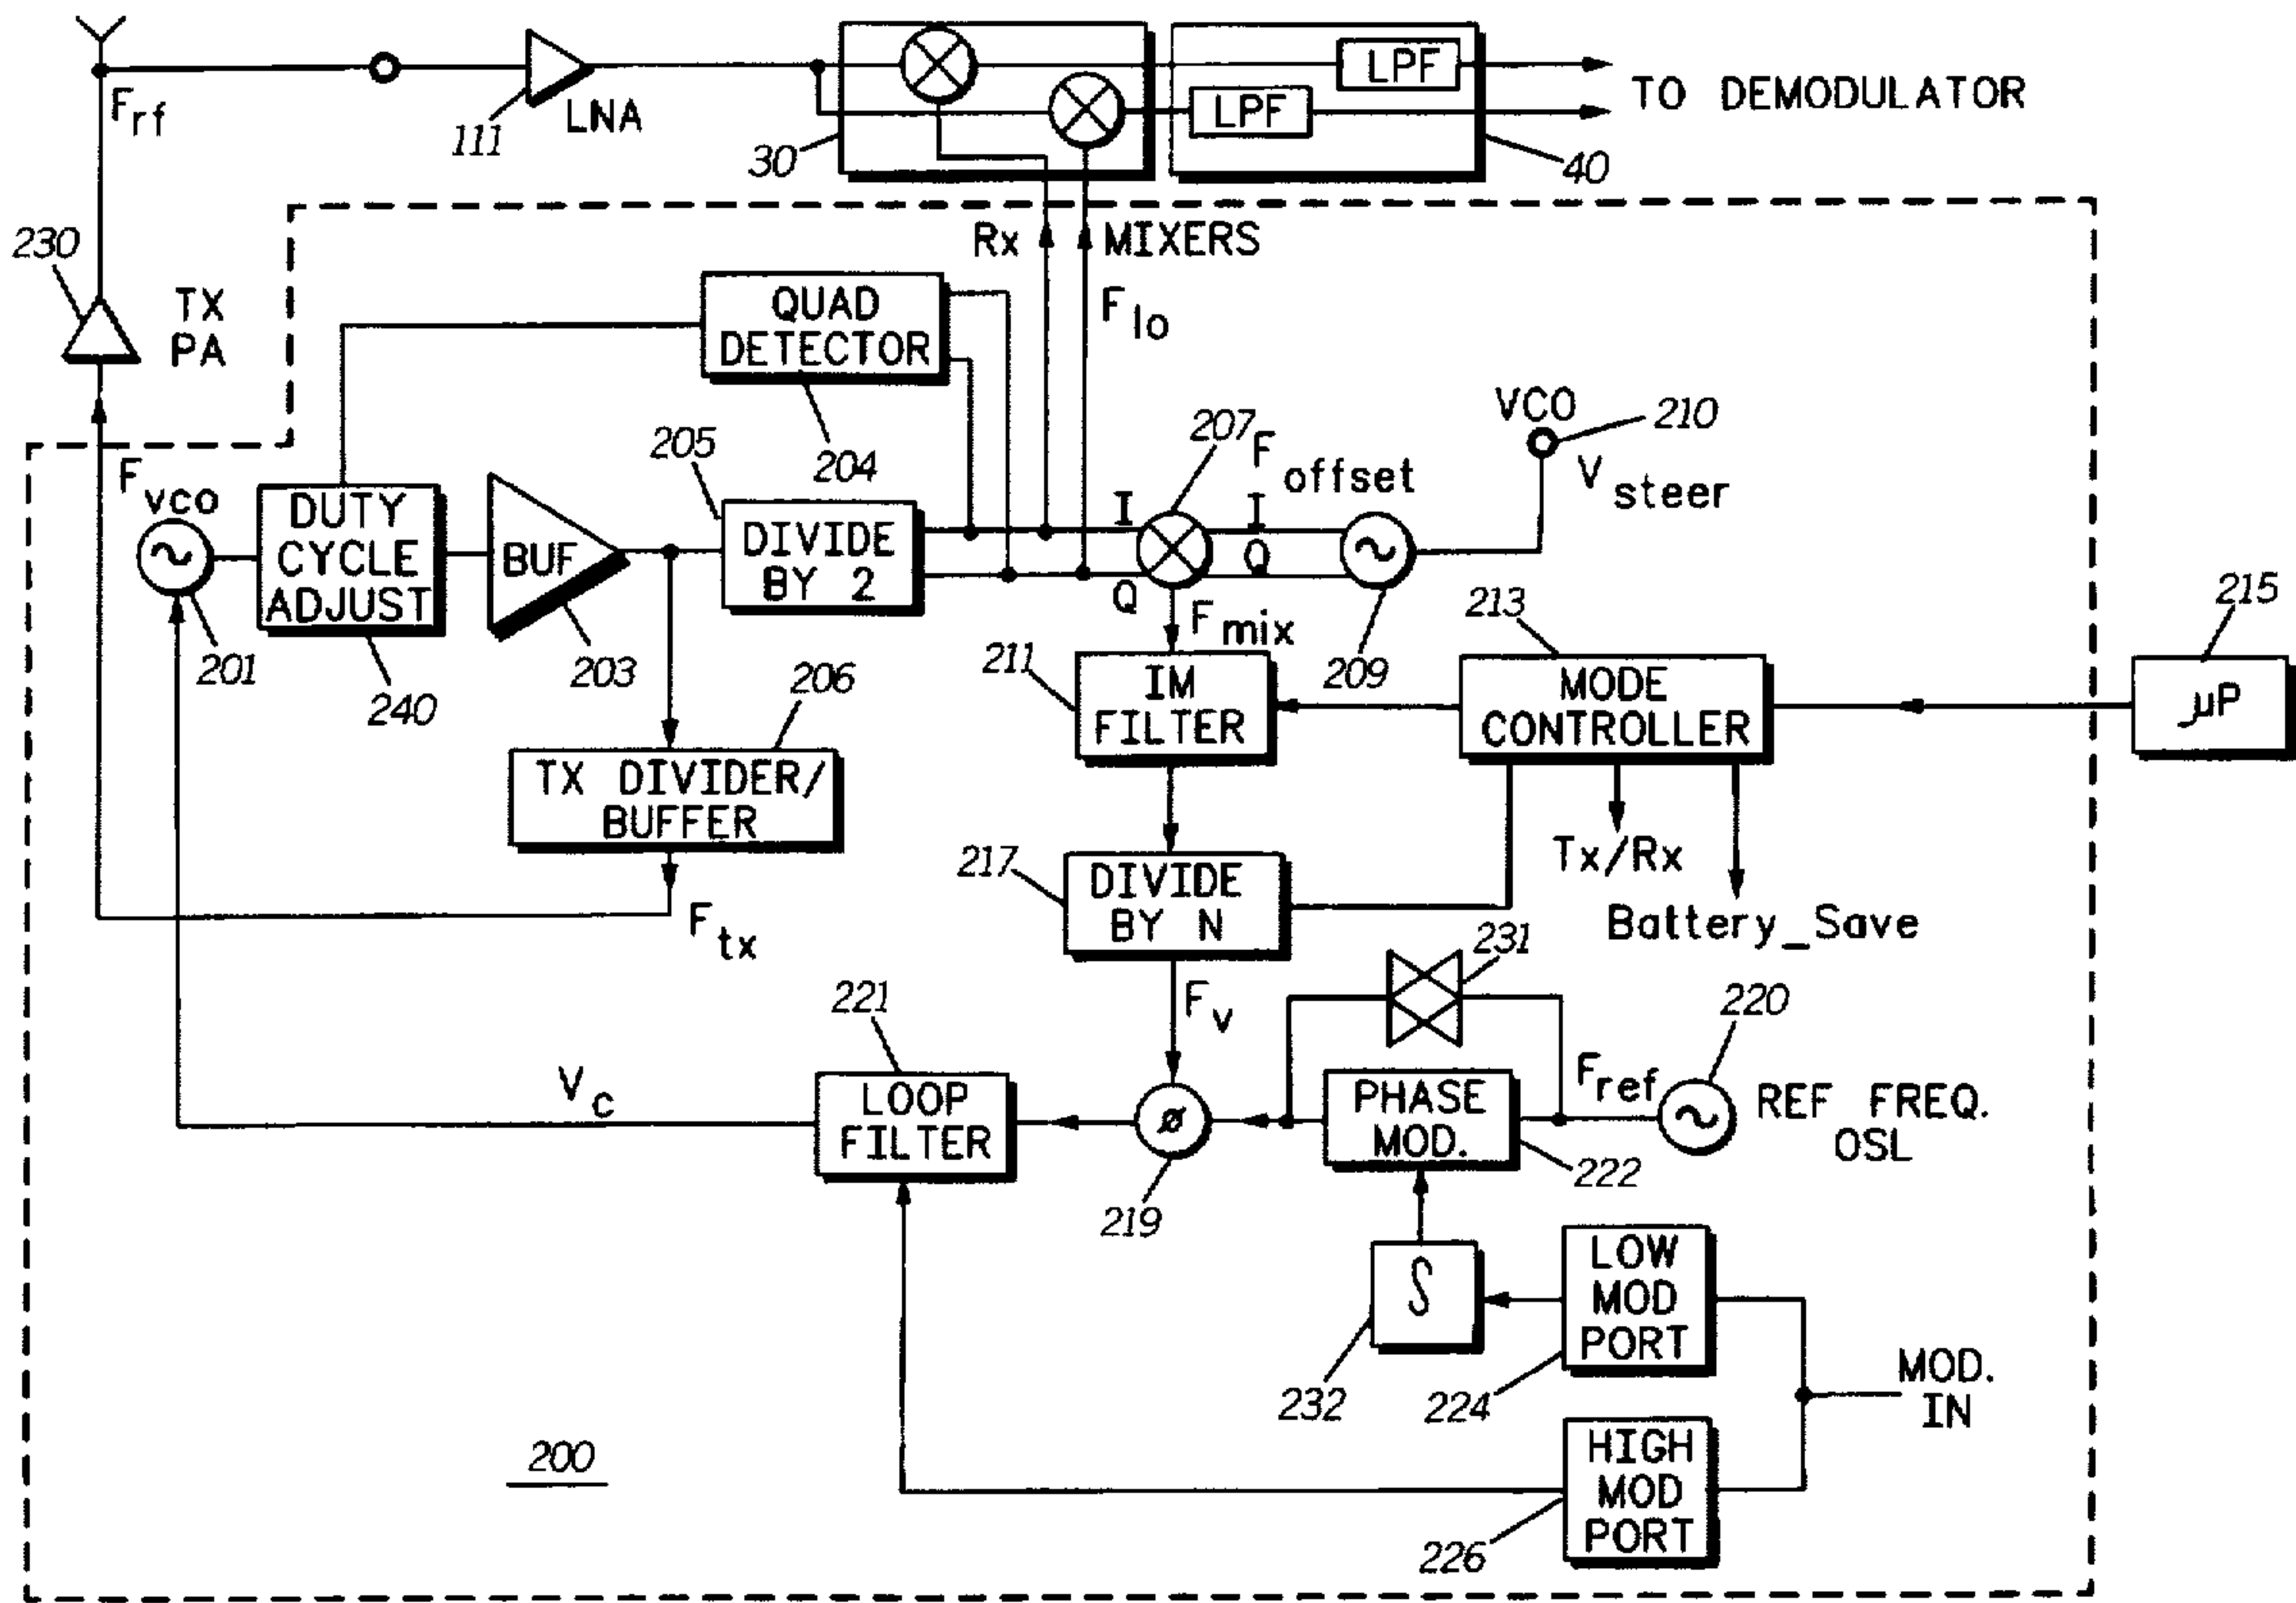 F rf
111
LNA
30
LPF
LPF
40
TO DEMODULATOR
230
TX
PA
Rx
MIXERS
F lo
QUAD
DETECTOR
204
205
207
F offset
VCO
210
V steer
F vco
DUTY
CYCLE
ADJUST
BUF
DIVIDE
BY 2
I
Q
I
Q
201
240
203
206
F mix
209
213
215
211
IM
FILTER
MODE
CONTROLLER
µP
TX DIVIDER/
BUFFER
F tx
217
DIVIDE
BY N
Tx/Rx
Battery_Save
231
F v
221
220
V c
LOOP
FILTER
ø
219
PHASE
MOD.
222
F ref
REF FREQ.
OSL
∫
232
LOW
MOD
PORT
224
MOD.
IN
HIGH
MOD
PORT
226
200